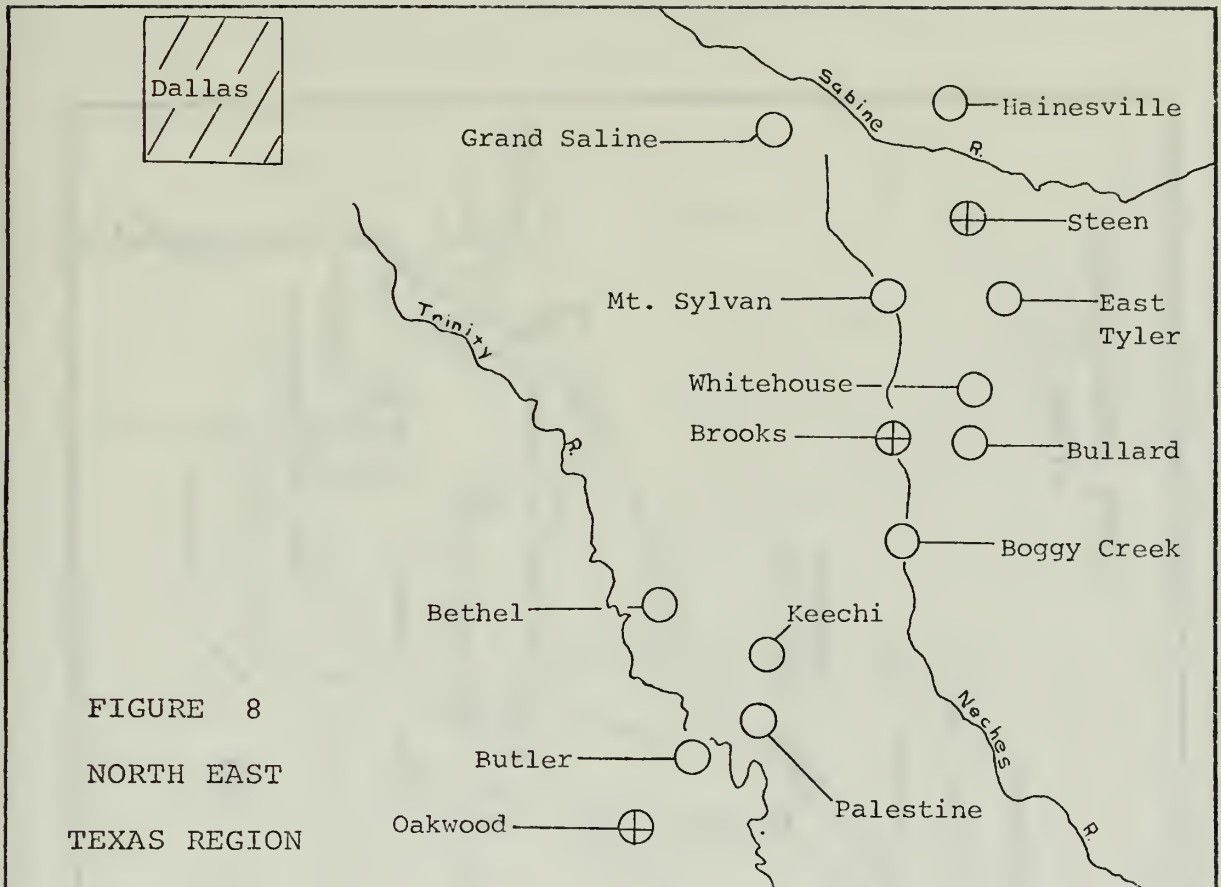 Dallas
Sabine R.
Hainesville
Grand Saline
Steen
Mt. Sylvan
East
Tyler
Trinity R.
Whitehouse
Brooks
Bullard
Boggy Creek
Bethel
Keechi
Neches R.
FIGURE 8
NORTH EAST
TEXAS REGION
Butler
Palestine
Oakwood